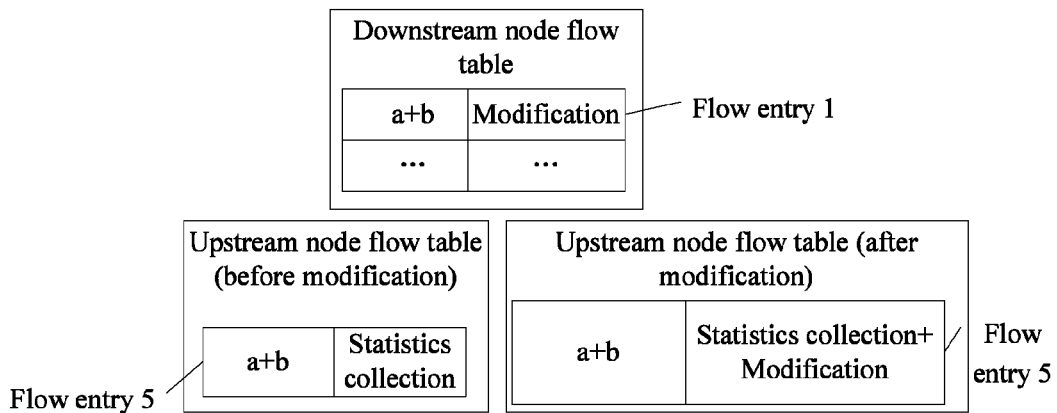 Downstream node flow
table
a+b Modification
... ...
Flow entry 1
Upstream node flow table
(before modification)
a+b
Statistics
collection
Flow entry 5
Upstream node flow table (after
modification)
a+b
Statistics collection+
Modification
Flow
entry 5